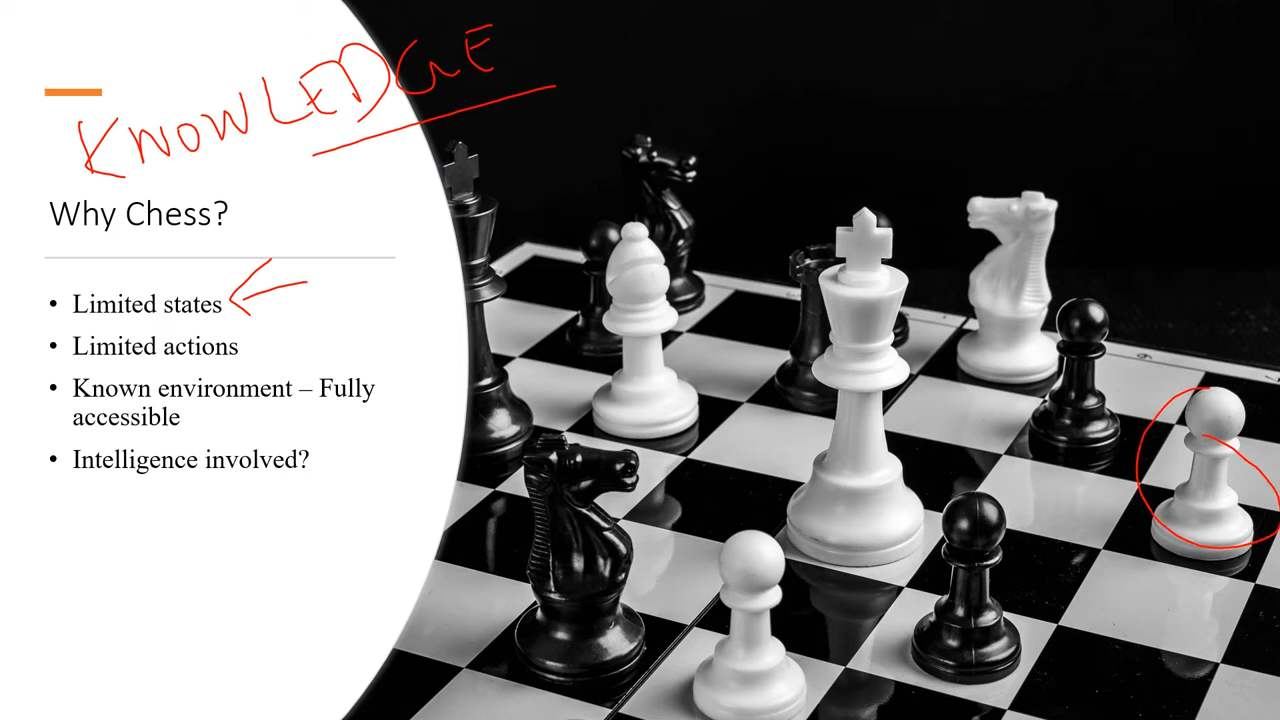 KNOWLEDGE
Why Chess?
• Limited states
• Limited actions
• Known environment – Fully
accessible
• Intelligence involved?